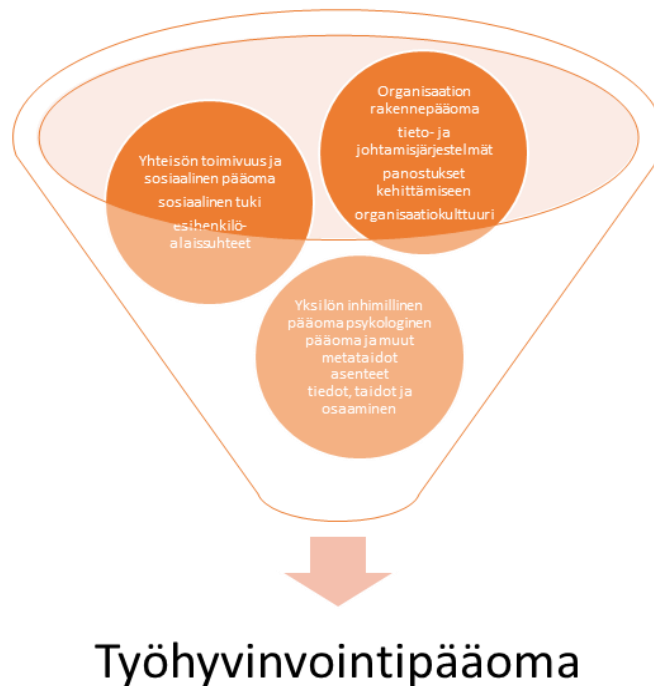 Organisaation
rakennepääoma
tieto- ja
johtamisjärjestelmät
panostukset
kehittämiseen
organisaatiokulttuuri
Yhteisön toimivuus ja
sosiaalinen pääoma
sosiaalinen tuki
esihenkilö-
alaissuhteet
Yksilön inhimillinen
pääoma psykologinen
pääoma ja muut
metataidot
asenteet
tiedot, taidot ja
osaaminen
Työhyvinvointipääoma